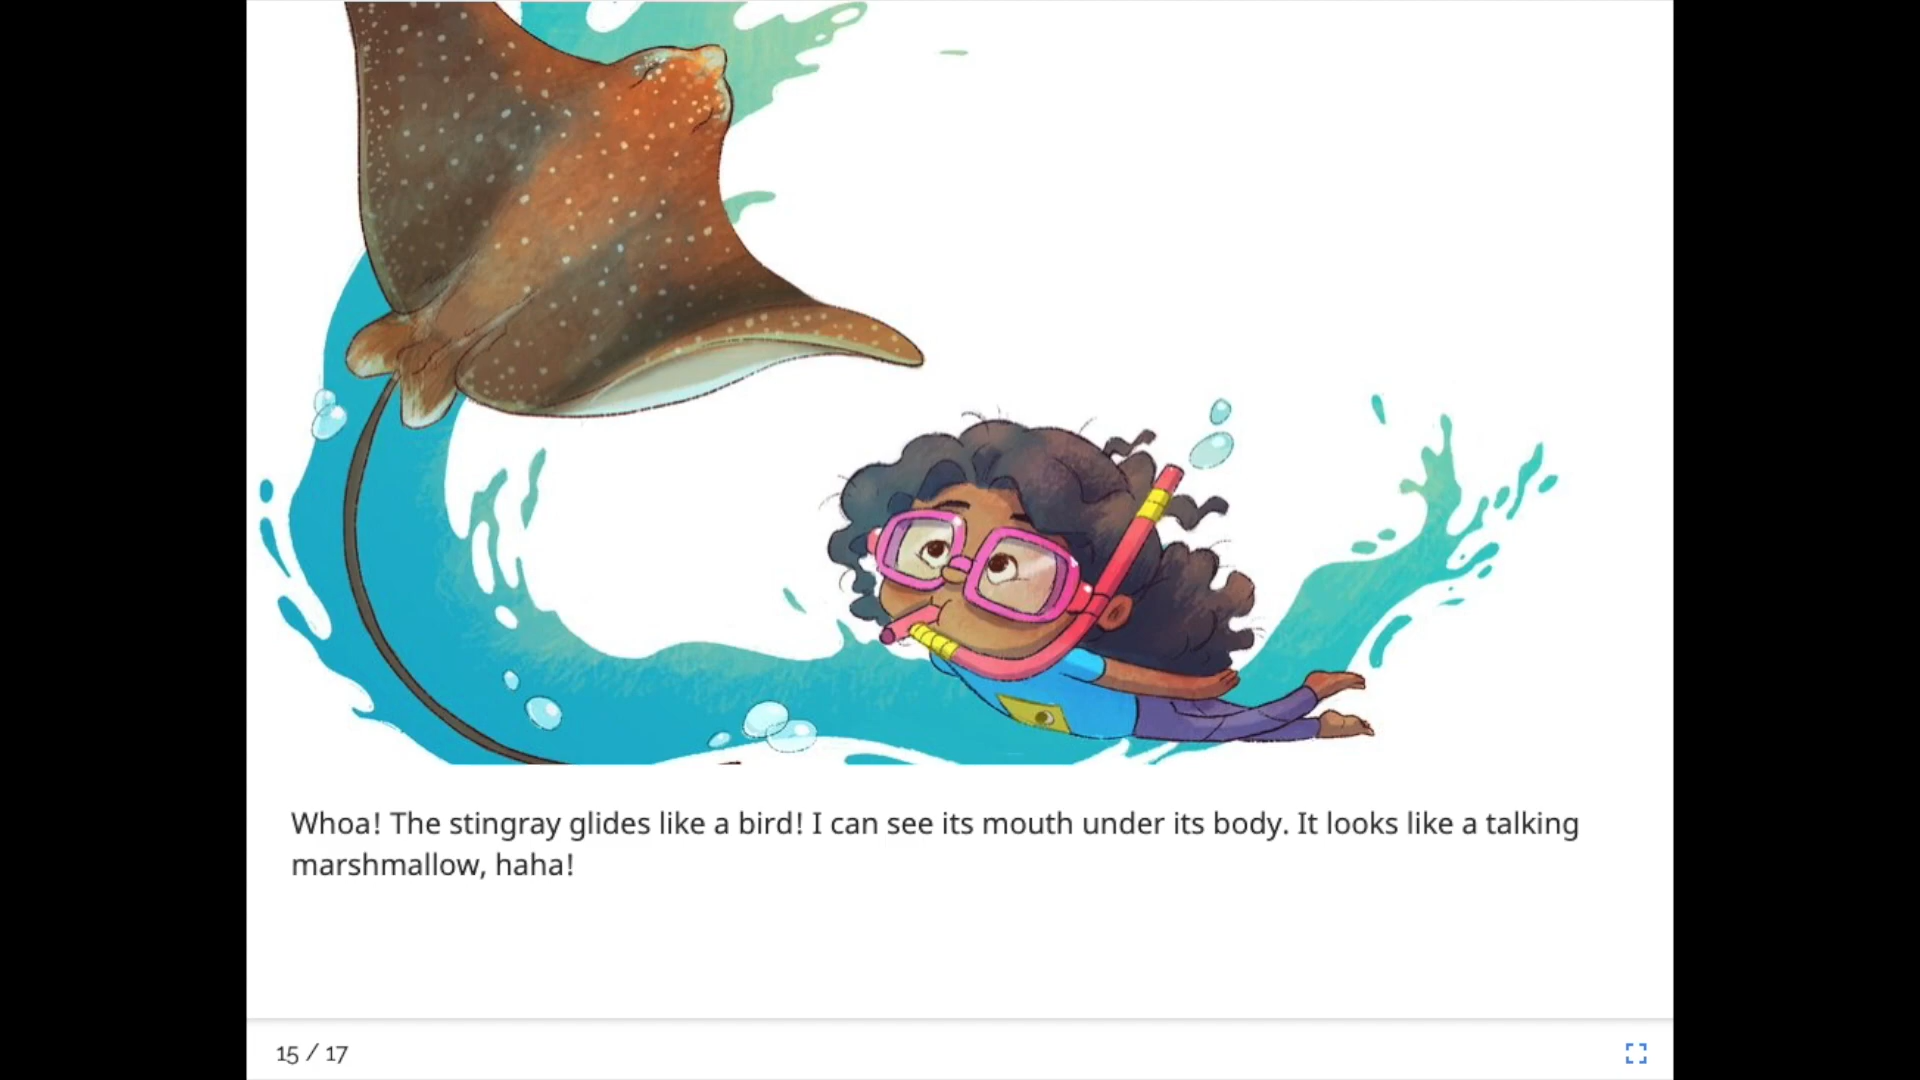 Whoa! The stingray glides like a bird! I can see its mouth under its body. It looks like a talking
marshmallow, haha!
15 / 17